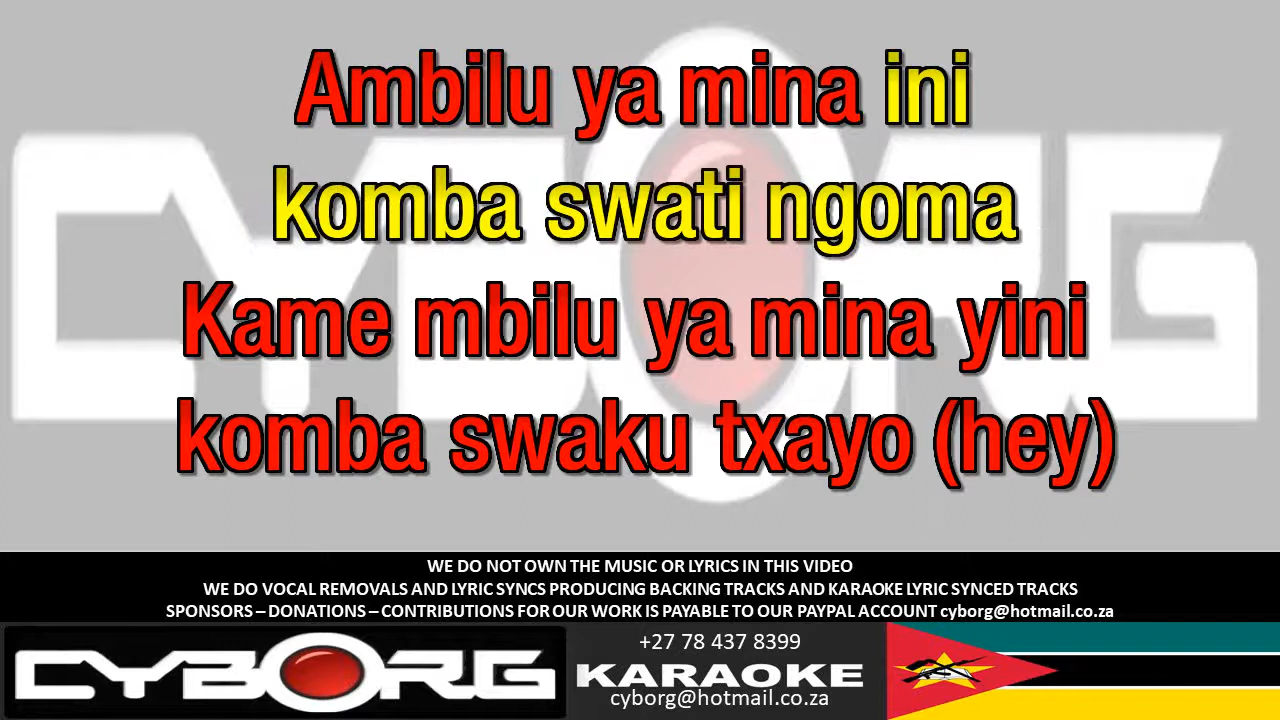 Ambilu ya mina ini
komba swati ngoma
Kame mbilu ya mina yini
komba swaku txayo (hey)
WE DO NOT OWN THE MUSIC OR LYRICS IN THIS VIDEO
WE DO VOCAL REMOVALS AND LYRIC SYNCS PRODUCING BACKING TRACKS AND KARAOKE LYRIC SYNCED TRACKS
SPONSORS – DONATIONS – CONTRIBUTIONS FOR OUR WORK IS PAYABLE TO OUR PAYPAL ACCOUNT cyborg@hotmail.co.za
CYBORG
+27 78 437 8399
KARAOKE
cyborg@hotmail.co.za
CYBORG